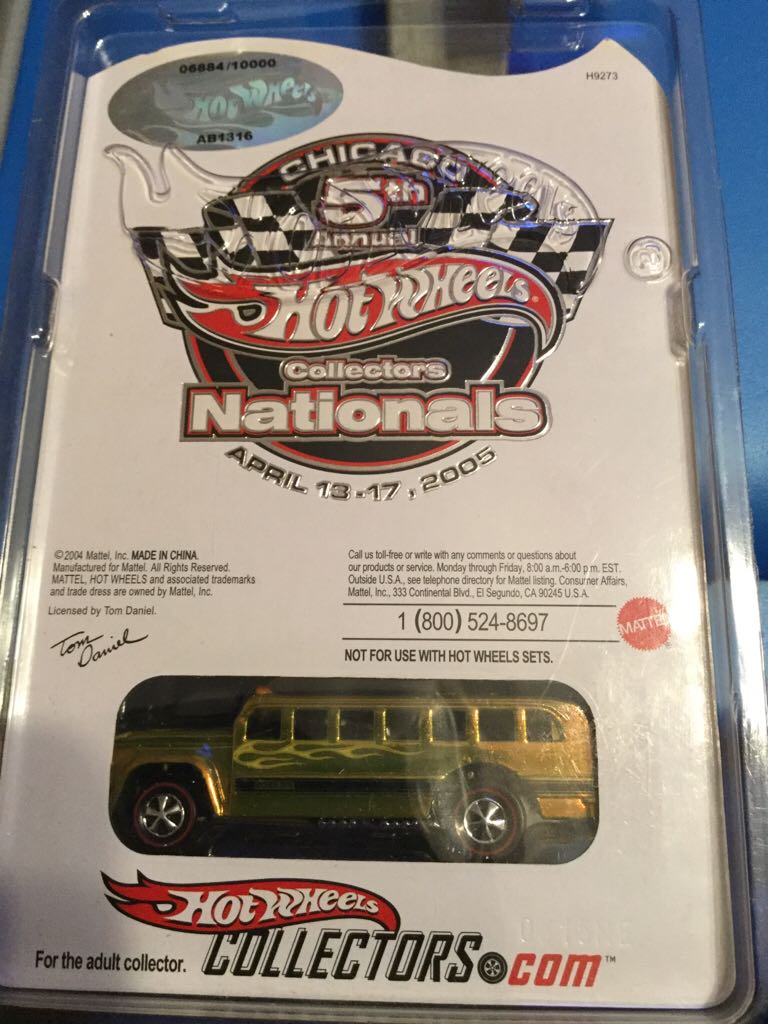 06884/10000
Hot Wheels
AB1316
H9273
CHICAGO
5th
Annual
Hot Wheels®
Collectors
Nationals
APRIL 13-17, 2005
© 2004 Mattel, Inc. MADE IN CHINA.
Manufactured for Mattel. All Rights Reserved.
MATTEL, HOT WHEELS and associated trademarks
and trade dress are owned by Mattel, Inc.
Licensed by Tom Daniel.
Tom
Daniel
Call us toll-free or write with any comments or questions about
our products or service. Monday through Friday, 8:00 a.m.-6:00 p.m. EST.
Outside U.S.A., see telephone directory for Mattel listing. Consumer Affairs,
Mattel, Inc., 333 Continental Blvd., El Segundo, CA 90245 U.S.A.
1 (800) 524-8697
MATTEL
NOT FOR USE WITH HOT WHEELS SETS.
Hot Wheels
COLLECTORS.com™
For the adult collector.